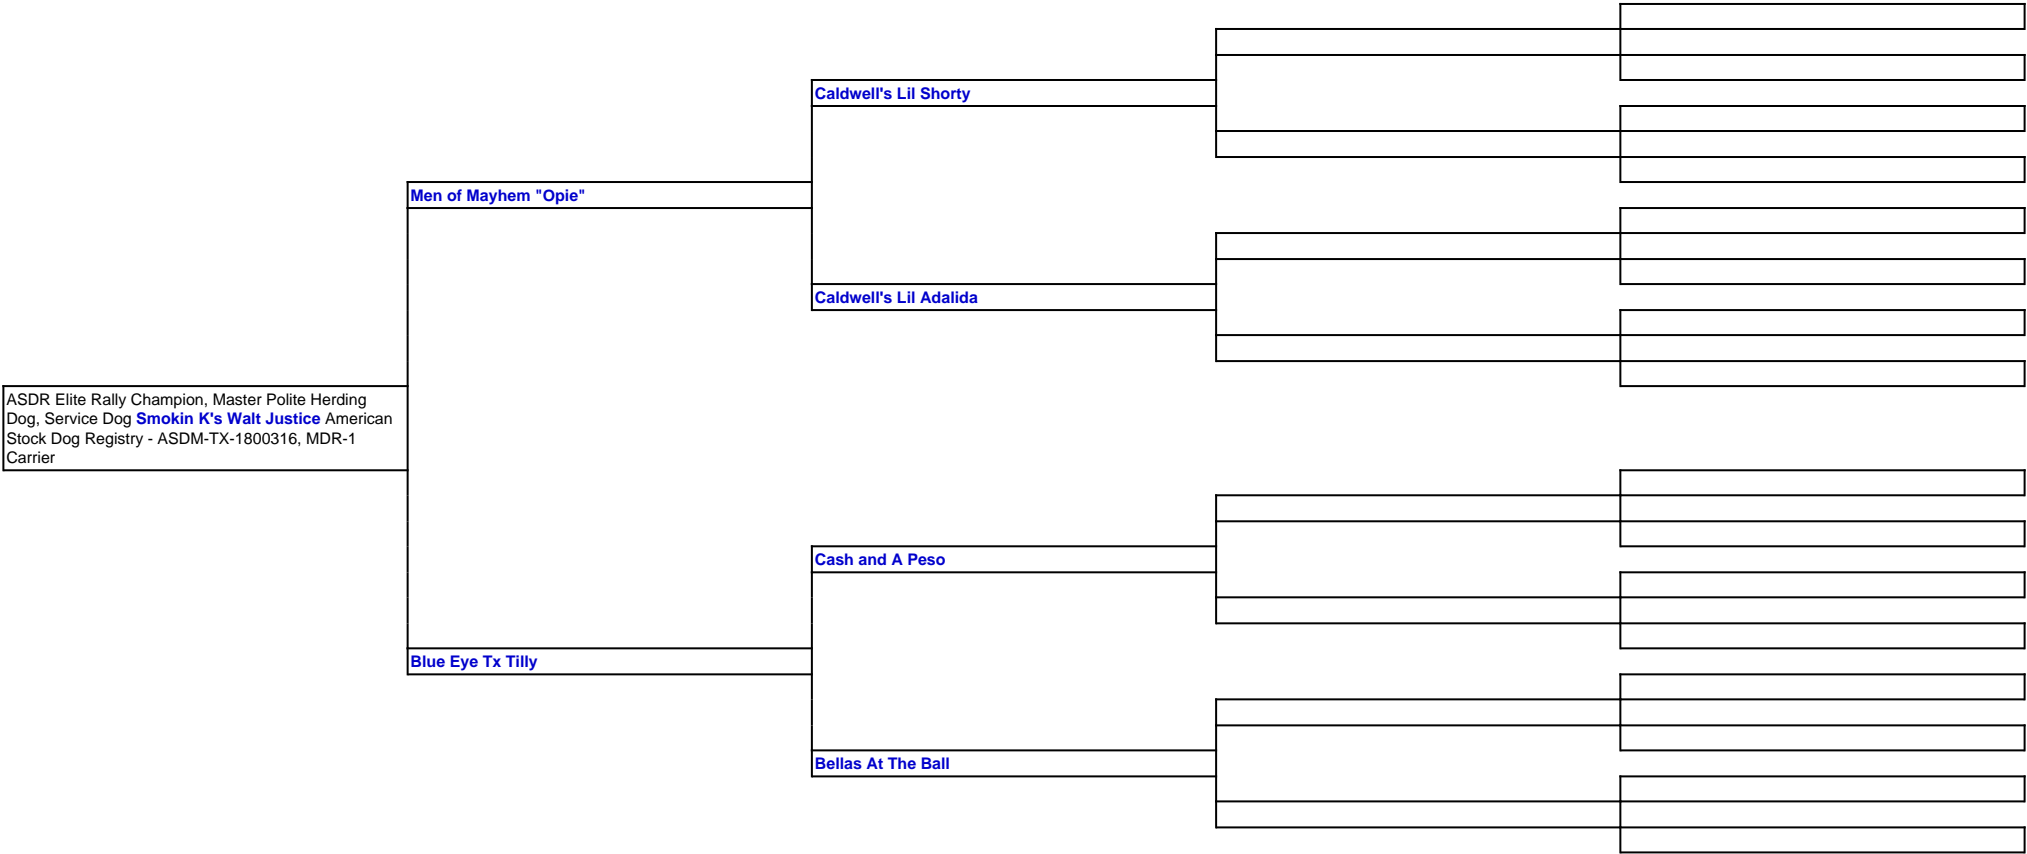 Caldwell's Lil Shorty
Men of Mayhem "Opie"
Caldwell's Lil Adalida
ASDR Elite Rally Champion, Master Polite Herding
Dog, Service Dog Smokin K's Walt Justice American
Stock Dog Registry - ASDM-TX-1800316, MDR-1
Carrier
Cash and A Peso
Blue Eye Tx Tilly
Bellas At The Ball